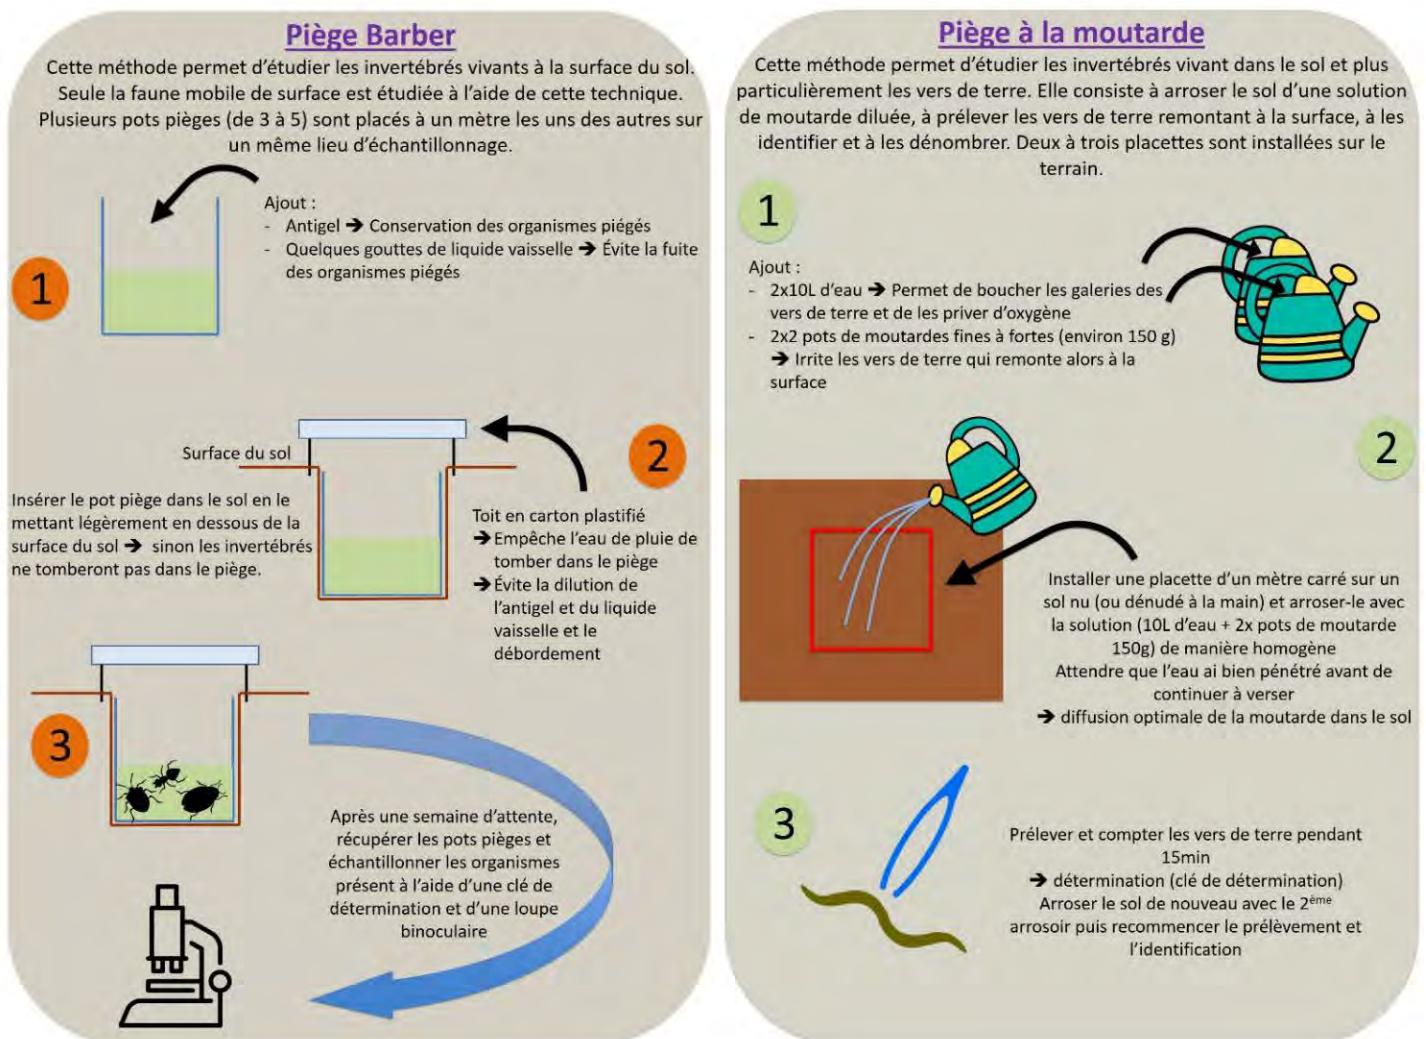 Piège Barber
Cette méthode permet d'étudier les invertébrés vivants à la surface du sol.
Seule la faune mobile de surface est étudiée à l'aide de cette technique.
Plusieurs pots pièges (de 3 à 5) sont placés à un mètre les uns des autres sur
un même lieu d'échantillonnage.
1
Ajout :
- Antigel ➔ Conservation des organismes piégés
- Quelques gouttes de liquide vaisselle ➔ Évite la fuite
des organismes piégés
Surface du sol
2
Insérer le pot piège dans le sol en le
mettant légèrement en dessous de la
surface du sol ➔ sinon les invertébrés
ne tomberont pas dans le piège.
Toit en carton plastifié
➔ Empêche l'eau de pluie de
tomber dans le piège
➔ Évite la dilution de
l'antigel et du liquide
vaisselle et le
débordement
3
Après une semaine d'attente,
récupérer les pots pièges et
échantillonner les organismes
présent à l'aide d'une clé de
détermination et d'une loupe
binoculaire
Piège à la moutarde
Cette méthode permet d'étudier les invertébrés vivant dans le sol et plus
particulièrement les vers de terre. Elle consiste à arroser le sol d'une solution
de moutarde diluée, à prélever les vers de terre remontant à la surface, à les
identifier et à les dénombrer. Deux à trois placettes sont installées sur le
terrain.
1
Ajout :
- 2x10L d'eau ➔ Permet de boucher les galeries des
vers de terre et de les priver d'oxygène
- 2x2 pots de moutardes fines à fortes (environ 150 g)
➔ Irrite les vers de terre qui remonte alors à la
surface
2
Installer une placette d'un mètre carré sur un
sol nu (ou dénudé à la main) et arroser-le avec
la solution (10L d'eau + 2x pots de moutarde
150g) de manière homogène
Attendre que l'eau ai bien pénétré avant de
continuer à verser
➔ diffusion optimale de la moutarde dans le sol
3
Prélever et compter les vers de terre pendant
15min
➔ détermination (clé de détermination)
Arroser le sol de nouveau avec le 2ème
arrosoir puis recommencer le prélèvement et
l'identification